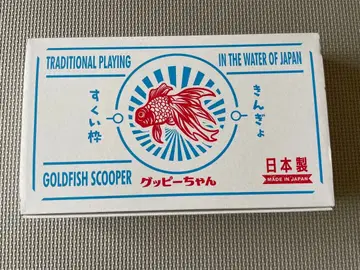 TRADITIONAL PLAYING
IN THE WATER OF JAPAN
きんぎょ
すくい枠
GOLDFISH SCOOPER
グッピーちゃん
日本製
MADE IN JAPAN